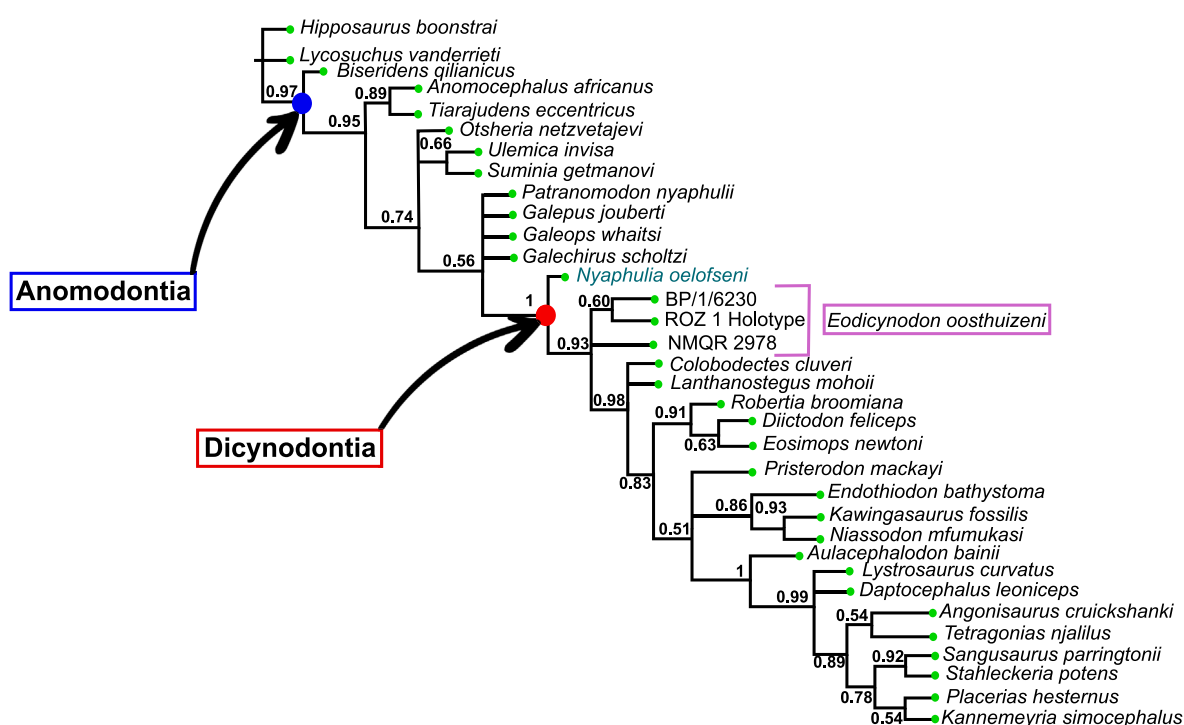 Hipposaurus boonstrai
Lycosuchus vanderrieti
Biseridens qilianicus
0.97
Anomocephalus africanus
0.89
Tiarajudens eccentricus
0.95
Otsheria netzvetajevi
0.66
Ulemica invisa
Suminia getmanovi
Patranomodon nyaphulii
0.74
Galepus jouberti
Galeops whaitsi
Galechirus scholtzi
0.56
Anomodontia
Nyaphulia oelofseni
1
0.60
BP/1/6230
ROZ 1 Holotype
Eodicynodon oosthuizeni
0.93
NMQR 2978
Colobodectes cluveri
Lanthanostegus mohoii
0.98
Robertia broomiana
0.91
Diictodon feliceps
0.63
Eosimops newtoni
Dicynodontia
Pristerodon mackayi
0.83
Endothiodon bathystoma
0.86
0.93
Kawingasaurus fossilis
0.51
Niassodon mfumukasi
Aulacephalodon bainii
1
Lystrosaurus curvatus
Daptocephalus leoniceps
0.99
Angonisaurus cruickshanki
0.54
Tetragonias njalilus
0.89
Sangusaurus parringtonii
0.92
Stahleckeria potens
0.78
Placerias hesternus
0.54
Kannemeyria simocephalus